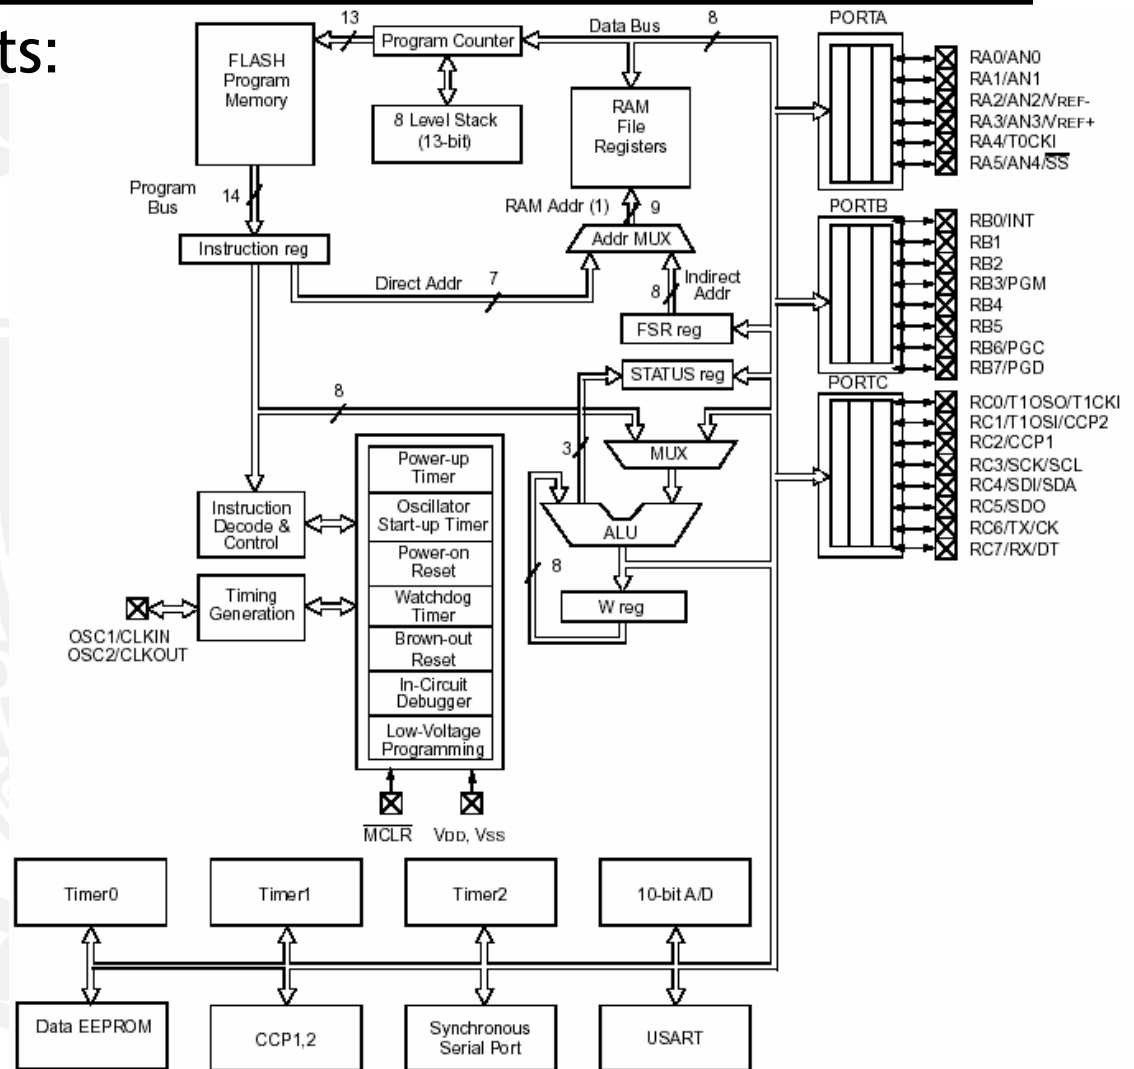 ts:
13
Program Counter
Data Bus
8
FLASH
Program
Memory
8 Level Stack
(13-bit)
RAM
File
Registers
Program
Bus
14
RAM Addr (1)
9
Addr MUX
Instruction reg
Direct Addr
7
Indirect
Addr
8
FSR reg
STATUS reg
8
3
MUX
ALU
8
W reg
Power-up
Timer
Oscillator
Start-up Timer
Power-on
Reset
Watchdog
Timer
Brown-out
Reset
In-Circuit
Debugger
Low-Voltage
Programming
Instruction
Decode &
Control
Timing
Generation
OSC1/CLKIN
OSC2/CLKOUT
MCLR
VDD, VSS
PORTA
RA0/AN0
RA1/AN1
RA2/AN2/VREF-
RA3/AN3/VREF+
RA4/T0CKI
RA5/AN4/SS
PORTB
RB0/INT
RB1
RB2
RB3/PGM
RB4
RB5
RB6/PGC
RB7/PGD
PORTC
RC0/T1OSO/T1CKI
RC1/T1OSI/CCP2
RC2/CCP1
RC3/SCK/SCL
RC4/SDI/SDA
RC5/SDO
RC6/TX/CK
RC7/RX/DT
Timer0
Timer1
Timer2
10-bit A/D
Data EEPROM
CCP1,2
Synchronous
Serial Port
USART